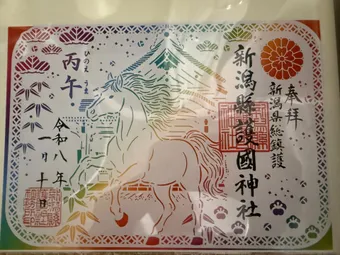 奉拝
新潟県総鎮護
新潟縣護國神社
ひのえ うま
丙午
令和八年
一月十日